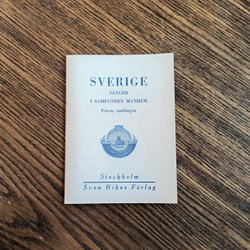 SVERIGE
SÅNGER
I SAMFUNDET MANHEM
Första samlingen
Stockholm
Svea Rikes Förlag